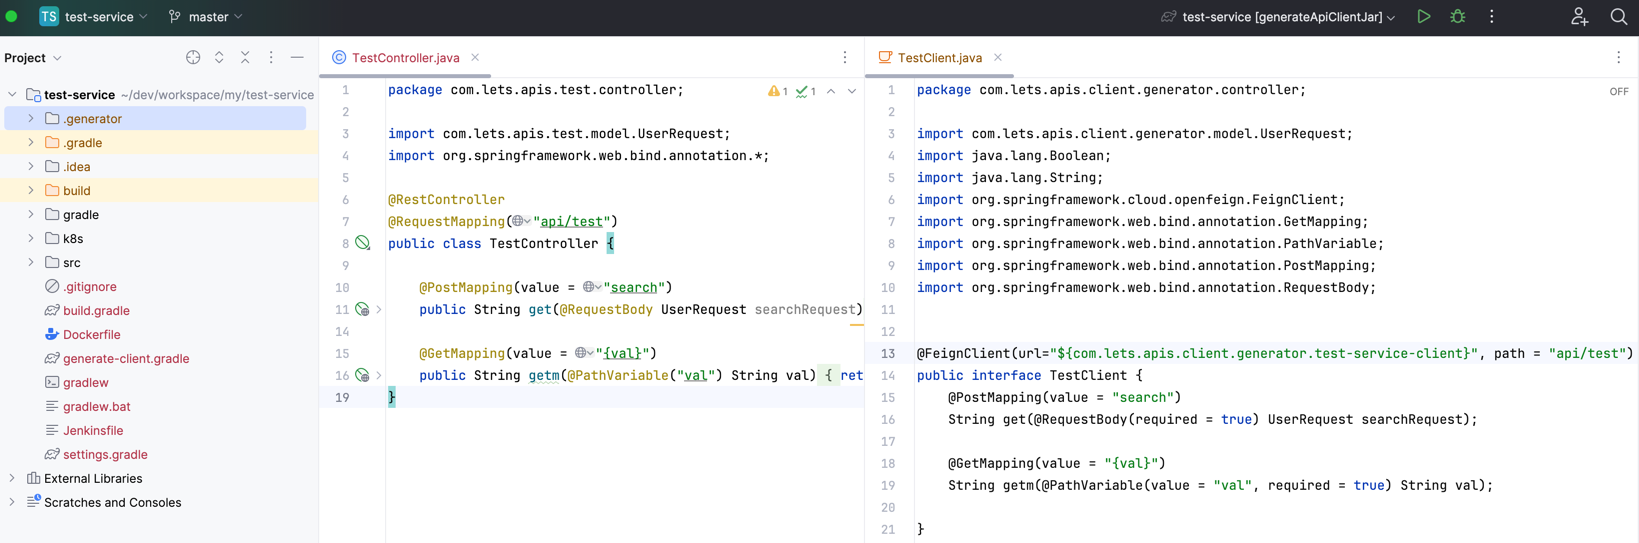 TS test-service master test-service [generateApiClientJar]
Project
test-service ~/dev/workspace/my/test-service
.generator
.gradle
.idea
build
gradle
k8s
src
.gitignore
build.gradle
Dockerfile
generate-client.gradle
gradlew
gradlew.bat
Jenkinsfile
settings.gradle
External Libraries
Scratches and Consoles
TestController.java
1 package com.lets.apis.test.controller; 1 1
2
3 import com.lets.apis.test.model.UserRequest;
4 import org.springframework.web.bind.annotation.*;
5
6 @RestController
7 @RequestMapping("api/test")
8 public class TestController {
9
10 @PostMapping(value = "search")
11 public String get(@RequestBody UserRequest searchRequest)
14
15 @GetMapping(value = "{val}")
16 public String getm(@PathVariable("val") String val) { ret
19 }
TestClient.java
1 package com.lets.apis.client.generator.controller; OFF
2
3 import com.lets.apis.client.generator.model.UserRequest;
4 import java.lang.Boolean;
5 import java.lang.String;
6 import org.springframework.cloud.openfeign.FeignClient;
7 import org.springframework.web.bind.annotation.GetMapping;
8 import org.springframework.web.bind.annotation.PathVariable;
9 import org.springframework.web.bind.annotation.PostMapping;
10 import org.springframework.web.bind.annotation.RequestBody;
11
12
13 @FeignClient(url="${com.lets.apis.client.generator.test-service-client}", path = "api/test")
14 public interface TestClient {
15 @PostMapping(value = "search")
16 String get(@RequestBody(required = true) UserRequest searchRequest);
17
18 @GetMapping(value = "{val}")
19 String getm(@PathVariable(value = "val", required = true) String val);
20
21 }